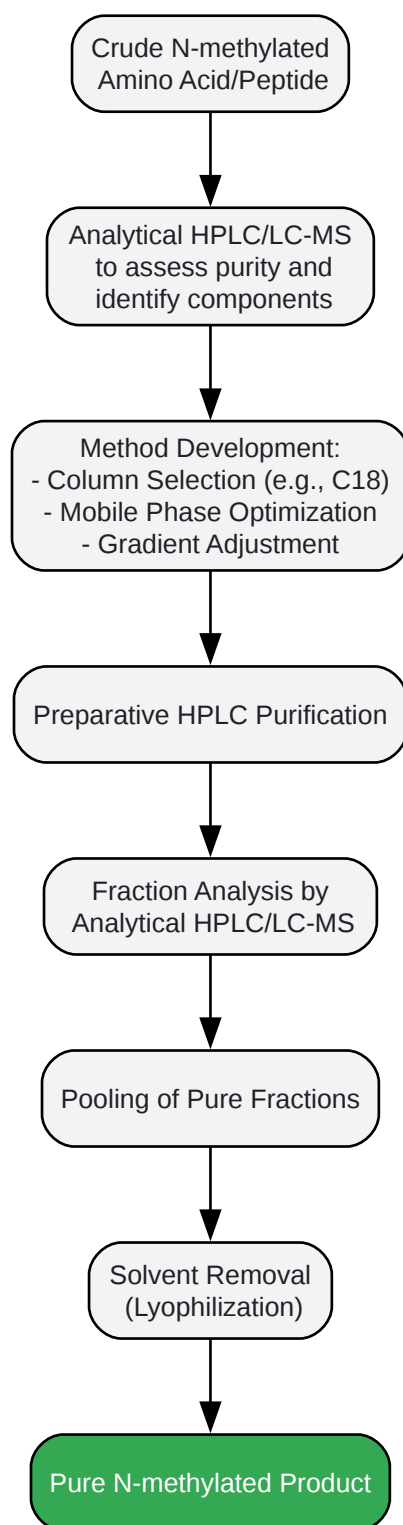 Crude N-methylated
Amino Acid/Peptide
Analytical HPLC/LC-MS
to assess purity and
identify components
Method Development:
- Column Selection (e.g., C18)
- Mobile Phase Optimization
- Gradient Adjustment
Preparative HPLC Purification
Fraction Analysis by
Analytical HPLC/LC-MS
Pooling of Pure Fractions
Solvent Removal
(Lyophilization)
Pure N-methylated Product